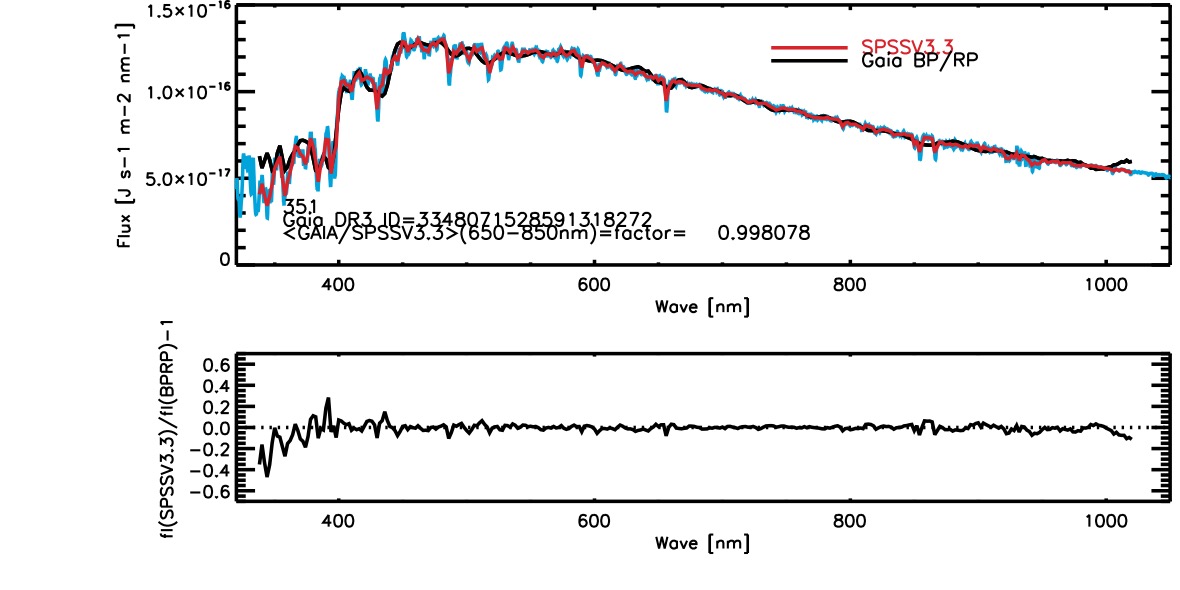 1.5×10−16
1.0×10−16
5.0×10−17
0
Flux [J s−1 m−2 nm−1]
SPSSV3.3
Gaia BP/RP
351
Gaia DR3 ID=3348071528591318272
<GAIA/SPSSV3.3>(650−850nm)=factor= 0.998078
400 600 800 1000
Wave [nm]
fl(SPSSV3.3)/fl(BPRP)−1
0.6
0.4
0.2
0.0
−0.2
−0.4
−0.6
400 600 800 1000
Wave [nm]